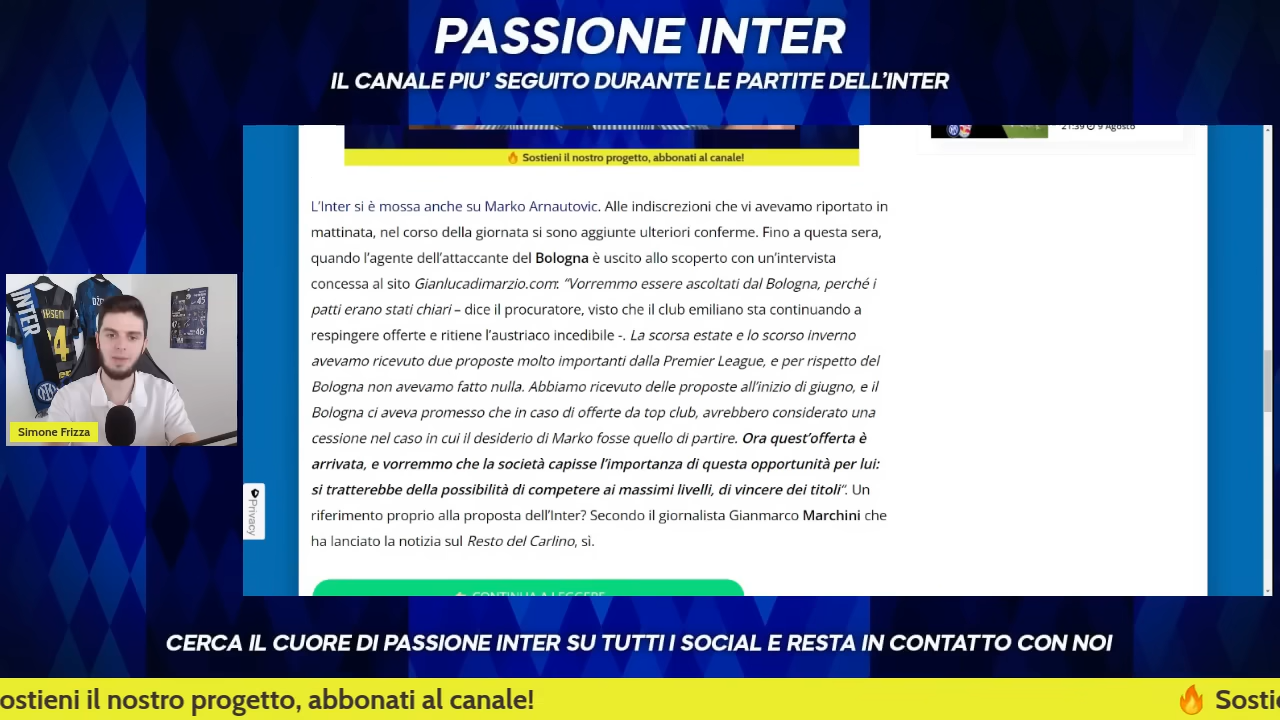 PASSIONE INTER
IL CANALE PIU' SEGUITO DURANTE LE PARTITE DELL'INTER
21:39 9 Agosto
🔥 Sostieni il nostro progetto, abbonati al canale!
L'Inter si è mossa anche su Marko Arnautovic. Alle indiscrezioni che vi avevamo riportato in
mattinata, nel corso della giornata si sono aggiunte ulteriori conferme. Fino a questa sera,
quando l'agente dell'attaccante del Bologna è uscito allo scoperto con un'intervista
concessa al sito Gianlucadimarzio.com: "Vorremmo essere ascoltati dal Bologna, perché i
patti erano stati chiari – dice il procuratore, visto che il club emiliano sta continuando a
respingere offerte e ritiene l'austriaco incedibile -. La scorsa estate e lo scorso inverno
avevamo ricevuto due proposte molto importanti dalla Premier League, e per rispetto del
Bologna non avevamo fatto nulla. Abbiamo ricevuto delle proposte all'inizio di giugno, e il
Bologna ci aveva promesso che in caso di offerte da top club, avrebbero considerato una
cessione nel caso in cui il desiderio di Marko fosse quello di partire. Ora quest'offerta è
arrivata, e vorremmo che la società capisse l'importanza di questa opportunità per lui:
si tratterebbe della possibilità di competere ai massimi livelli, di vincere dei titoli". Un
riferimento proprio alla proposta dell'Inter? Secondo il giornalista Gianmarco Marchini che
ha lanciato la notizia sul Resto del Carlino, sì.
CONTINUA A LEGGERE
Privacy
INTER
Simone Frizza
CERCA IL CUORE DI PASSIONE INTER SU TUTTI I SOCIAL E RESTA IN CONTATTO CON NOI
ostieni il nostro progetto, abbonati al canale! 🔥 Sostie